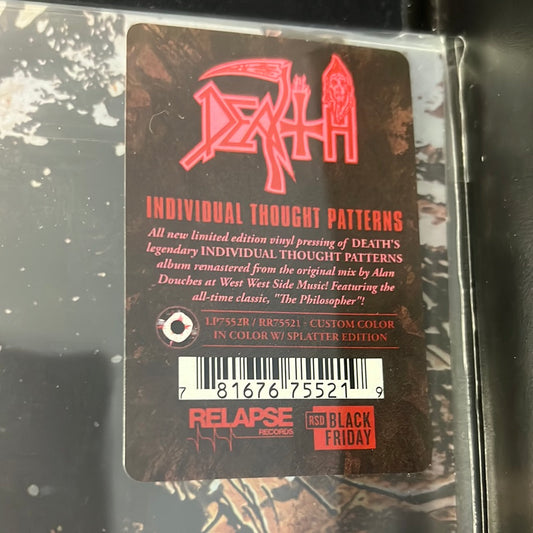 DEATH
INDIVIDUAL THOUGHT PATTERNS
All new limited edition vinyl pressing of DEATH'S
legendary INDIVIDUAL THOUGHT PATTERNS
album remastered from the original mix by Alan
Douches at West West Side Music! Featuring the
all-time classic, "The Philosopher"!
LP7552R / RR75521 - CUSTOM COLOR
IN COLOR W/ SPLATTER EDITION
7 81676 75521 9
RELAPSE
RECORDS
RSD BLACK
FRIDAY